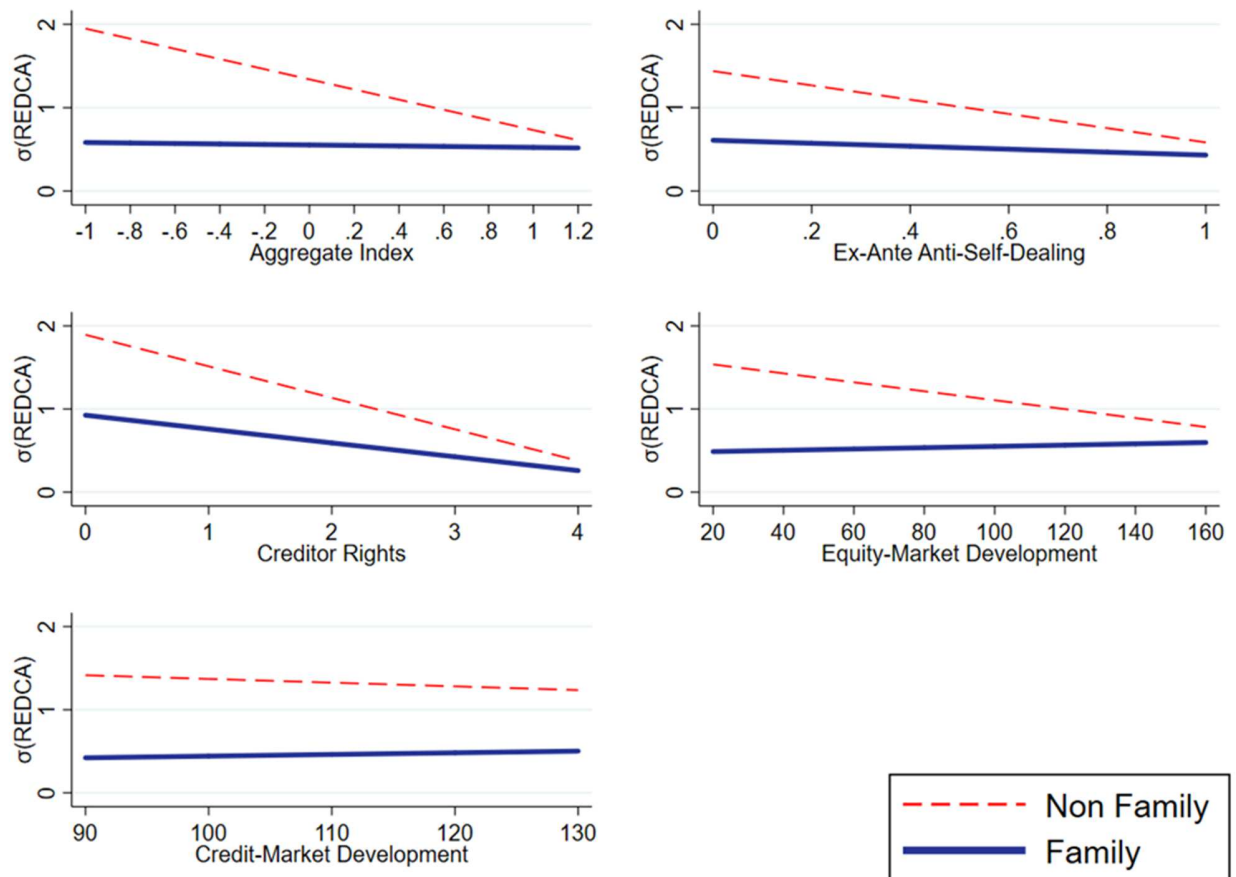 σ(REDCA)
2
1
0
-1 -.8 -.6 -.4 -.2 0 .2 .4 .6 .8 1 1.2
Aggregate Index
σ(REDCA)
2
1
0
0 .2 .4 .6 .8 1
Ex-Ante Anti-Self-Dealing
σ(REDCA)
2
1
0
0 1 2 3 4
Creditor Rights
σ(REDCA)
2
1
0
20 40 60 80 100 120 140 160
Equity-Market Development
σ(REDCA)
2
1
0
90 100 110 120 130
Credit-Market Development
Non Family
Family